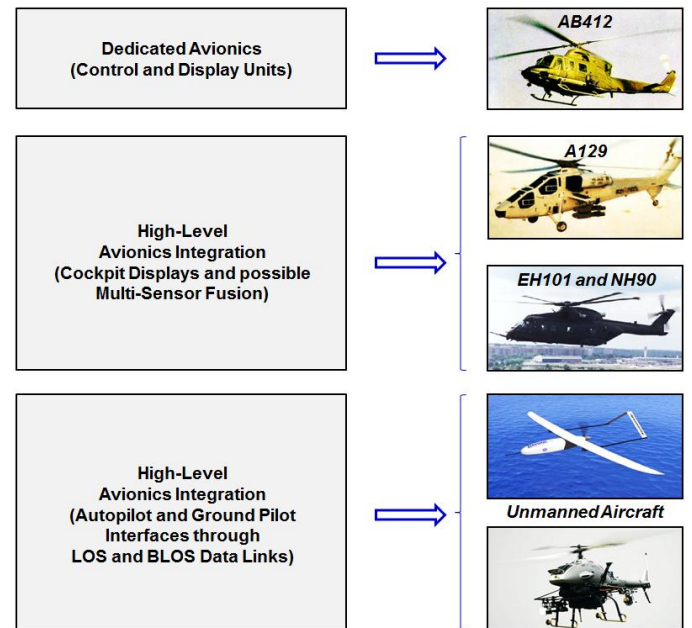 Dedicated Avionics
(Control and Display Units)
AB412
High-Level
Avionics Integration
(Cockpit Displays and possible
Multi-Sensor Fusion)
A129
EH101 and NH90
High-Level
Avionics Integration
(Autopilot and Ground Pilot
Interfaces through
LOS and BLOS Data Links)
Unmanned Aircraft